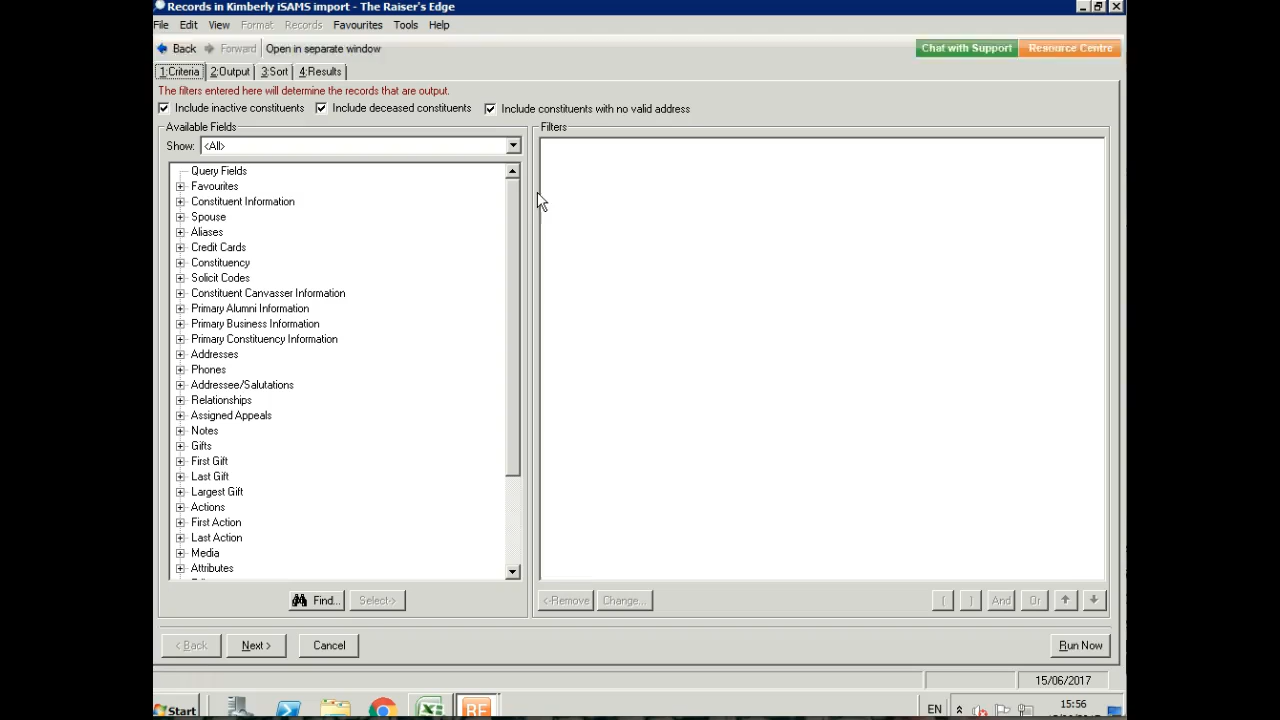 Records in Kimberly iSAMS import - The Raiser's Edge
File Edit View Format Records Favourites Tools Help
Back Forward Open in separate window Chat with Support Resource Centre
1:Criteria 2:Output 3:Sort 4:Results
The filters entered here will determine the records that are output.
Include inactive constituents Include deceased constituents Include constituents with no valid address
Available Fields Filters
Show: <All>
Query Fields
Favourites
Constituent Information
Spouse
Aliases
Credit Cards
Constituency
Solicit Codes
Constituent Canvasser Information
Primary Alumni Information
Primary Business Information
Primary Constituency Information
Addresses
Phones
Addressee/Salutations
Relationships
Assigned Appeals
Notes
Gifts
First Gift
Last Gift
Largest Gift
Actions
First Action
Last Action
Media
Attributes
Find... Select-> <-Remove Change... ( ) And Or
< Back Next > Cancel Run Now
15/06/2017
Start RE EN 15:56